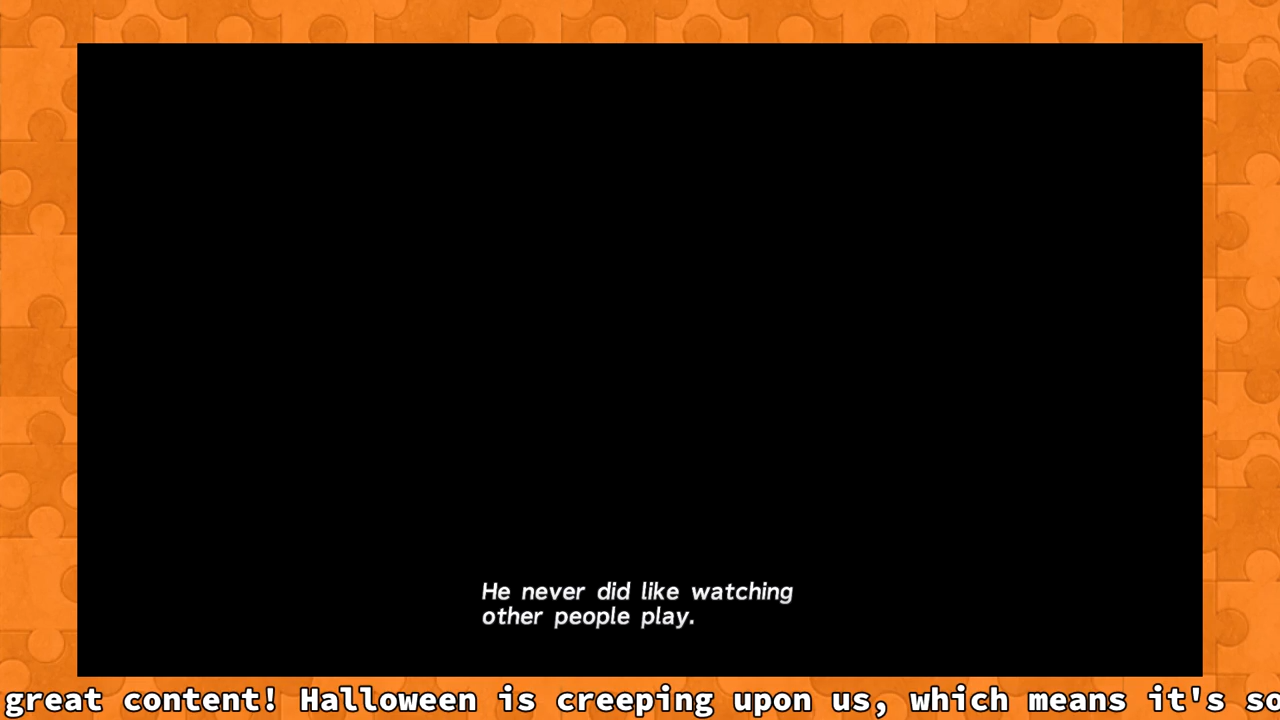 He never did like watching
other people play.
great content! Halloween is creeping upon us, which means it's so